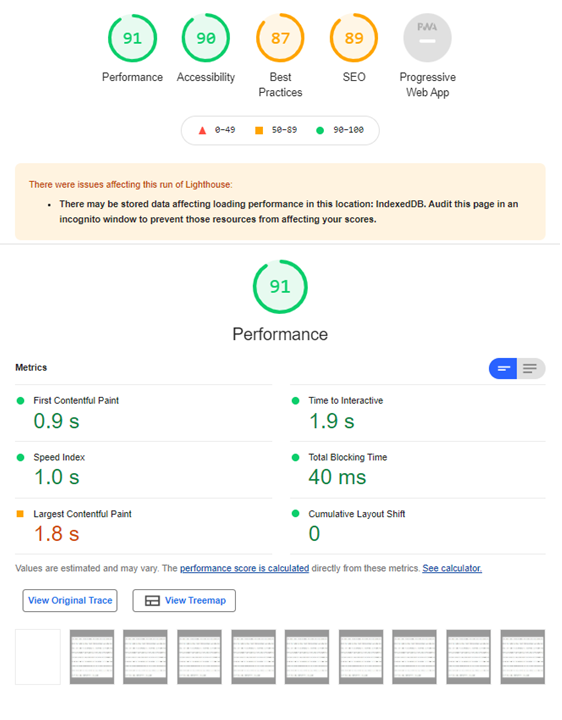 91 90 87 89 PWA
Performance Accessibility Best Practices SEO Progressive Web App
0–49 50–89 90–100
There were issues affecting this run of Lighthouse:
• There may be stored data affecting loading performance in this location: IndexedDB. Audit this page in an
incognito window to prevent those resources from affecting your scores.
91
Performance
Metrics
First Contentful Paint
0.9 s
Time to Interactive
1.9 s
Speed Index
1.0 s
Total Blocking Time
40 ms
Largest Contentful Paint
1.8 s
Cumulative Layout Shift
0
Values are estimated and may vary. The performance score is calculated directly from these metrics. See calculator.
View Original Trace
View Treemap